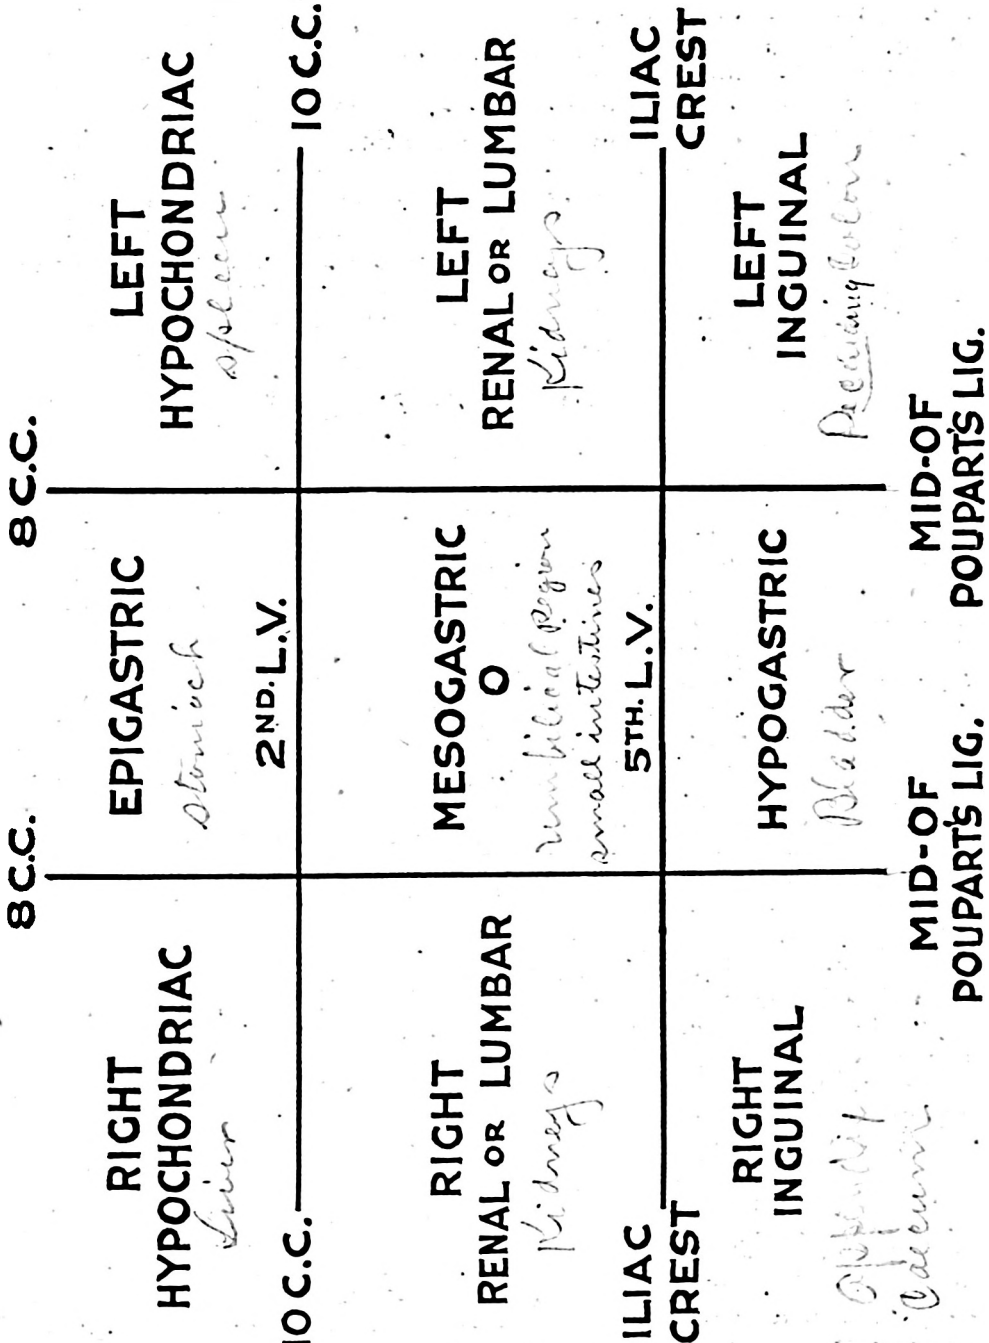 8 C.C.
8 C.C.
RIGHT
HYPOCHONDRIAC
Liver
EPIGASTRIC
Stomach
LEFT
HYPOCHONDRIAC
Spleen
10 C.C.
2ND. L.V.
10 C.C.
RIGHT
RENAL OR LUMBAR
Kidneys
MESOGASTRIC
O
Umbilical Region
small intestines
LEFT
RENAL OR LUMBAR
Kidneys
ILIAC
CREST
5TH. L.V.
ILIAC
CREST
RIGHT
INGUINAL
Appendix
Caecum
HYPOGASTRIC
Bladder
LEFT
INGUINAL
colon
MID-OF
POUPART'S LIG.
MID-OF
POUPART'S LIG.